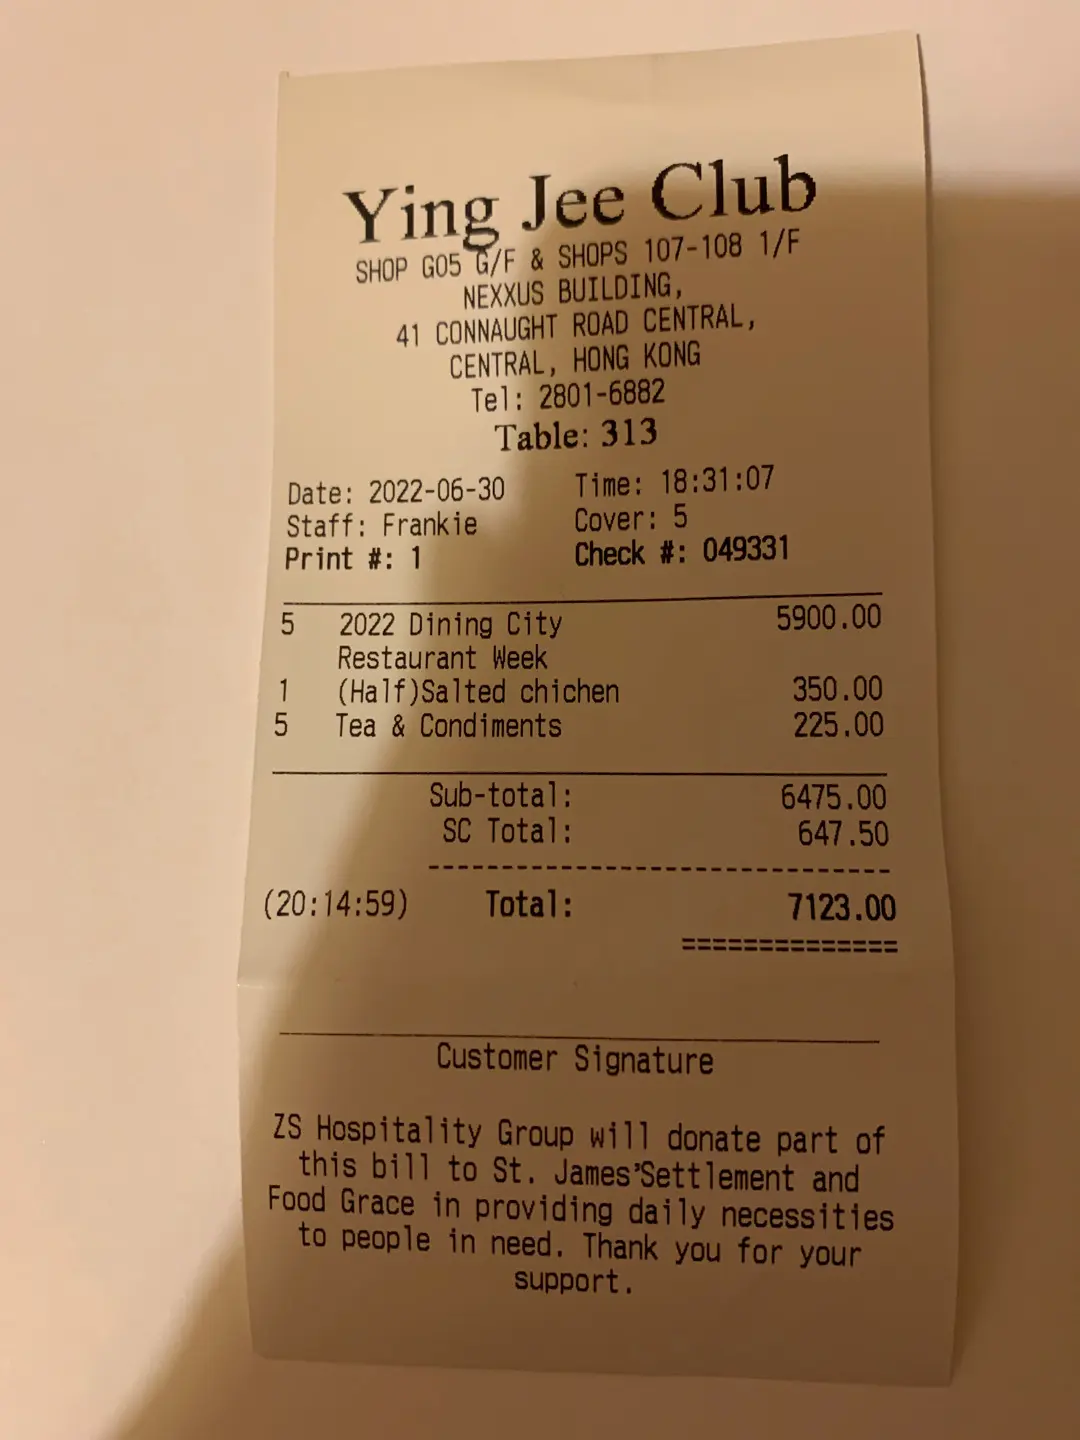 Ying Jee Club
SHOP G05 G/F & SHOPS 107-108 1/F
NEXXUS BUILDING,
41 CONNAUGHT ROAD CENTRAL,
CENTRAL, HONG KONG
Tel: 2801-6882
Table: 313
Date: 2022-06-30 Time: 18:31:07
Staff: Frankie Cover: 5
Print #: 1 Check #: 049331
5 2022 Dining City 5900.00
Restaurant Week
1 (Half)Salted chichen 350.00
5 Tea & Condiments 225.00
Sub-total: 6475.00
SC Total: 647.50
(20:14:59) Total: 7123.00
==============
Customer Signature
ZS Hospitality Group will donate part of
this bill to St. James'Settlement and
Food Grace in providing daily necessities
to people in need. Thank you for your
support.